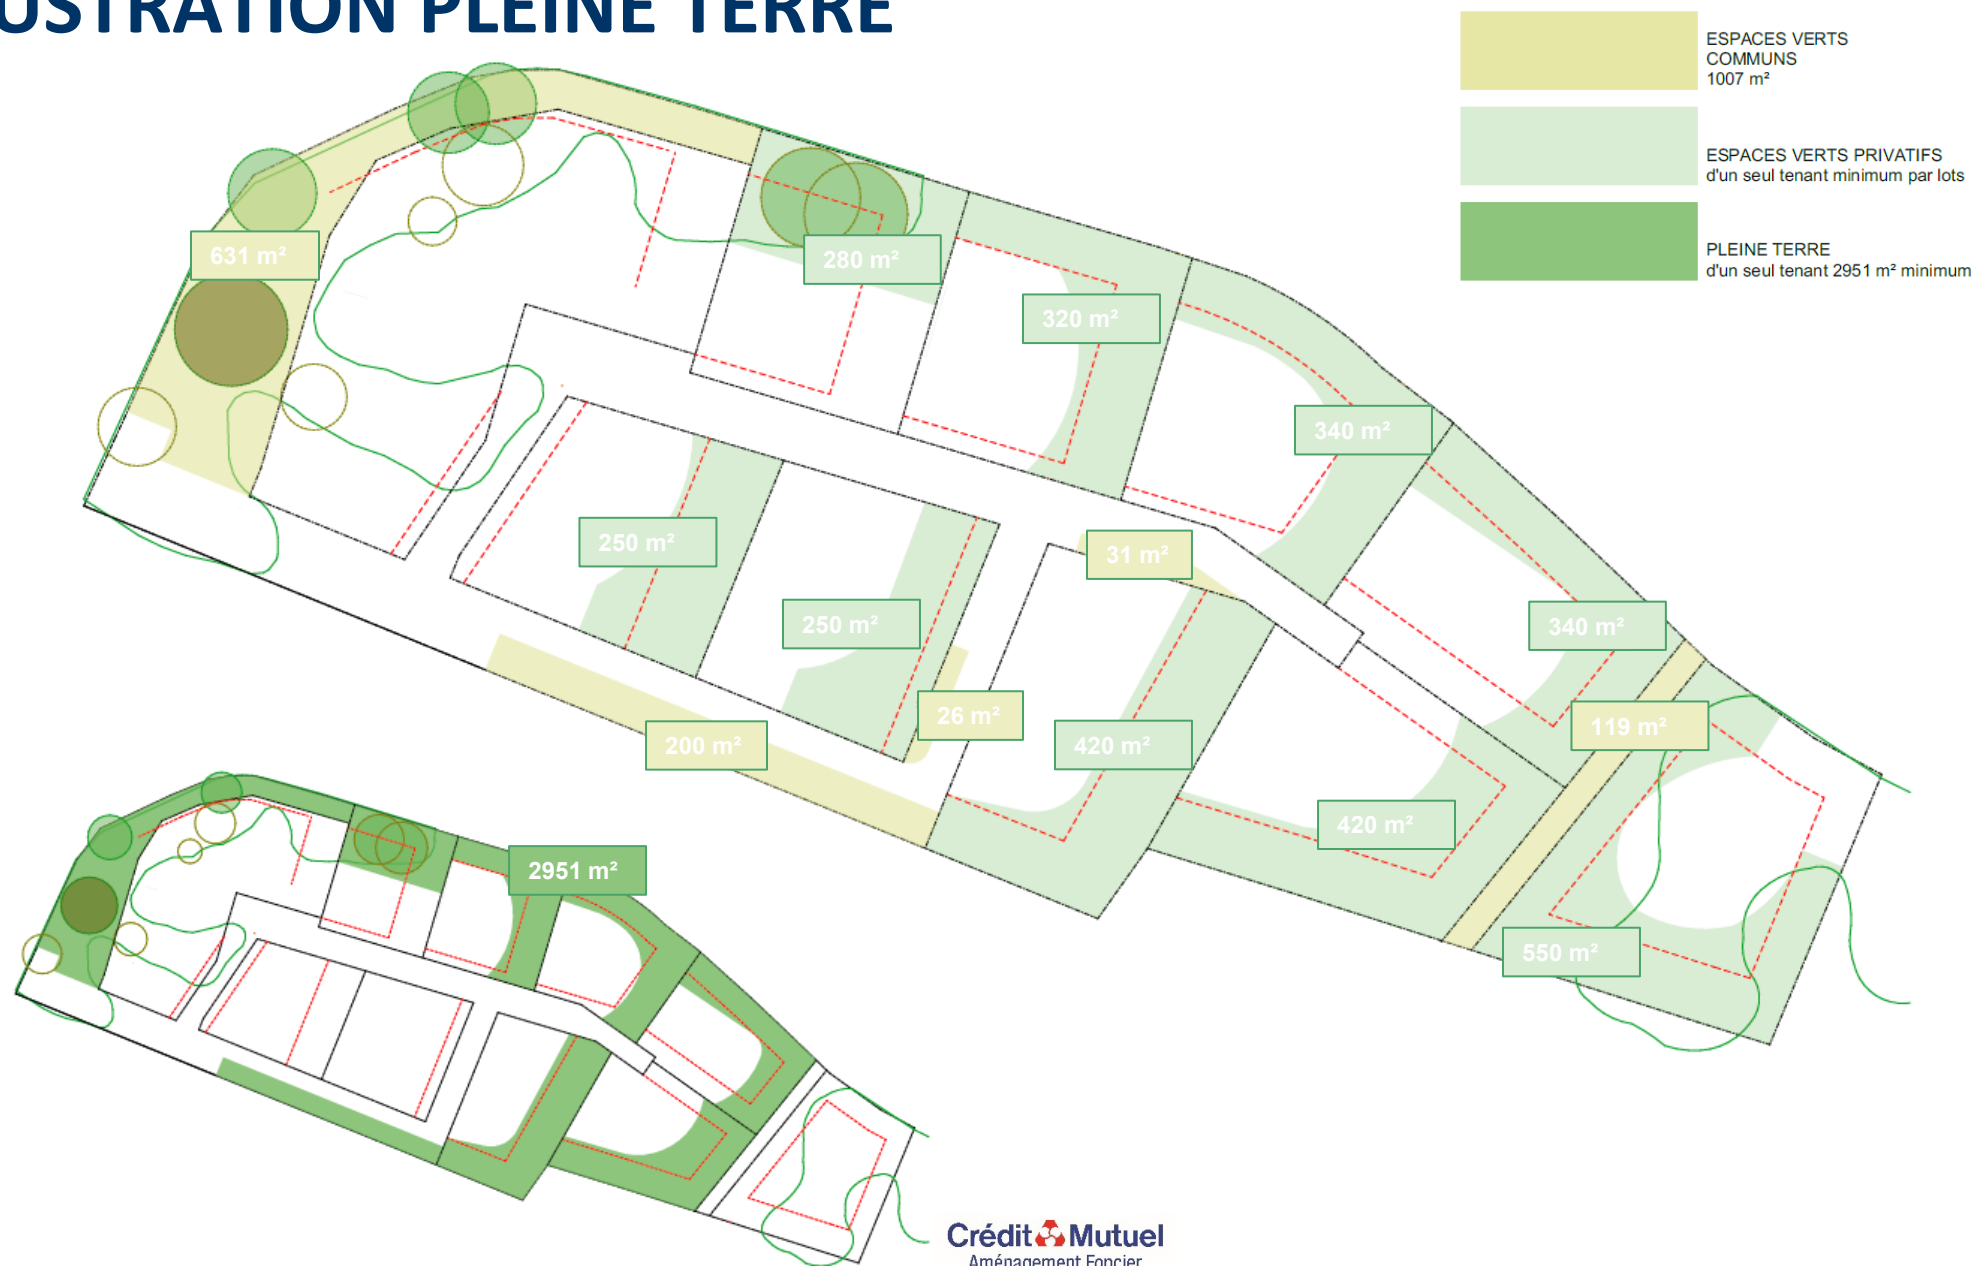 USTRATION PLEINE TERRE
ESPACES VERTS
COMMUNS
1007 m²
ESPACES VERTS PRIVATIFS
d'un seul tenant minimum par lots
PLEINE TERRE
d'un seul tenant 2951 m² minimum
631 m²
280 m²
320 m²
340 m²
250 m²
31 m²
250 m²
340 m²
26 m²
119 m²
200 m²
420 m²
420 m²
2951 m²
550 m²
Crédit Mutuel
Aménagement Foncier